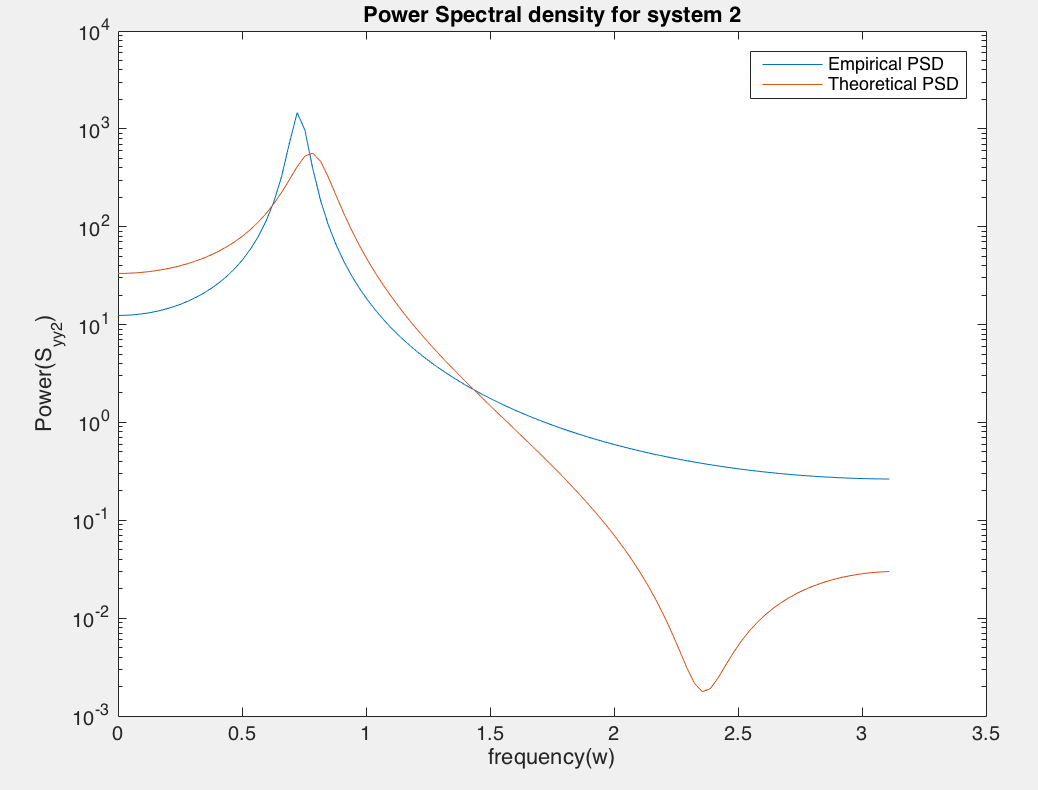 Power Spectral density for system 2
Empirical PSD
Theoretical PSD
10^4
10^3
10^2
10^1
10^0
10^-1
10^-2
10^-3
Power(S_yy2)
0 0.5 1 1.5 2 2.5 3 3.5
frequency(w)